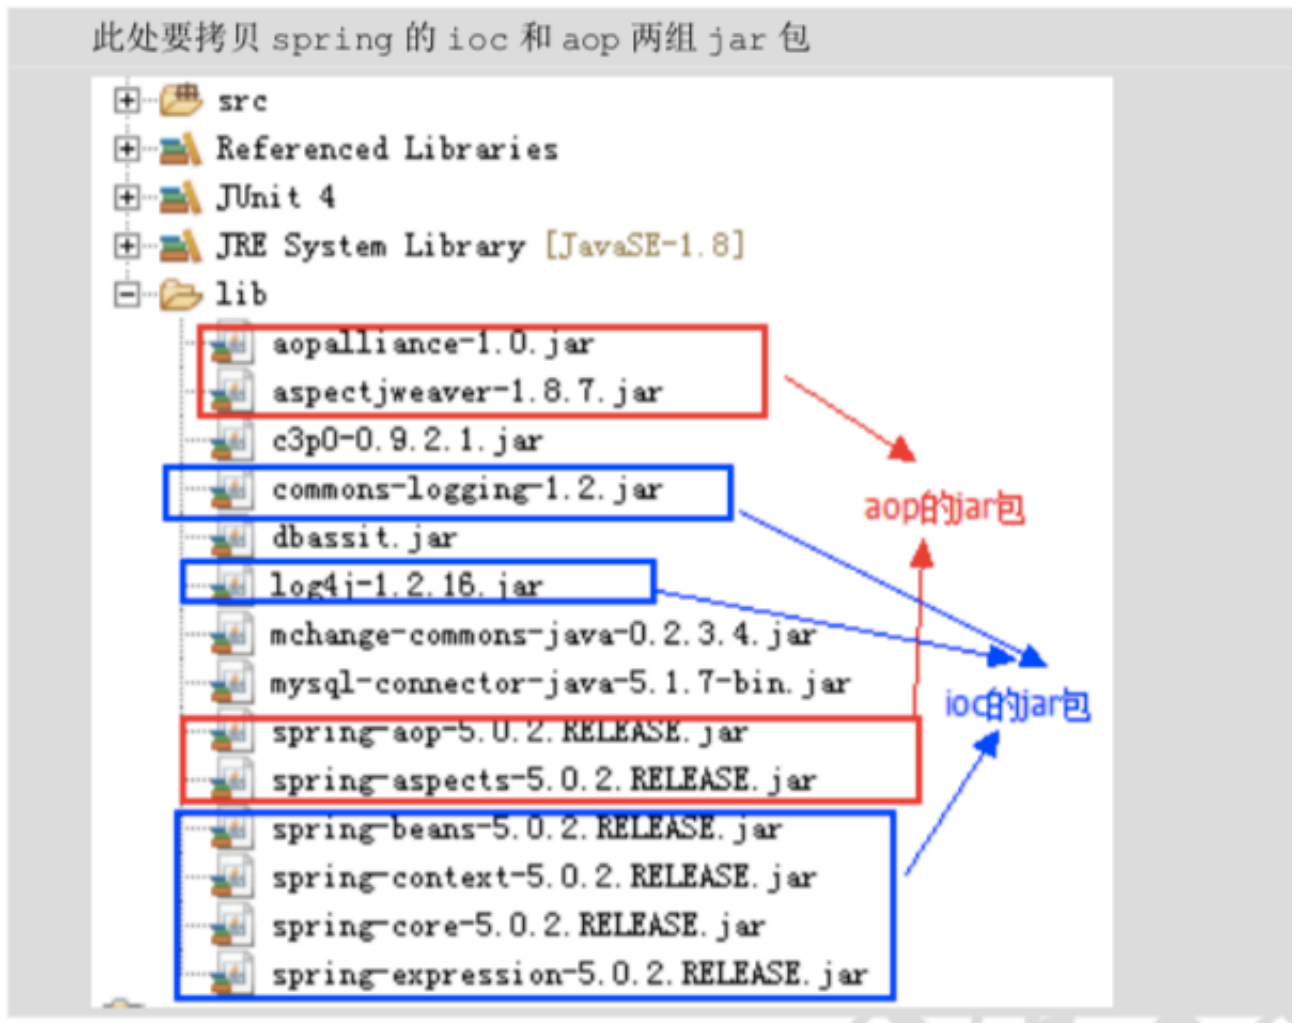 此处要拷贝 spring 的 ioc 和 aop 两组 jar 包
src
Referenced Libraries
JUnit 4
JRE System Library [JavaSE-1.8]
lib
aopalliance-1.0.jar
aspectjweaver-1.8.7.jar
c3p0-0.9.2.1.jar
commons-logging-1.2.jar
aop的jar包
dbassit.jar
log4j-1.2.16.jar
mchange-commons-java-0.2.3.4.jar
mysql-connector-java-5.1.7-bin.jar
ioc的jar包
spring-aop-5.0.2.RELEASE.jar
spring-aspects-5.0.2.RELEASE.jar
spring-beans-5.0.2.RELEASE.jar
spring-context-5.0.2.RELEASE.jar
spring-core-5.0.2.RELEASE.jar
spring-expression-5.0.2.RELEASE.jar